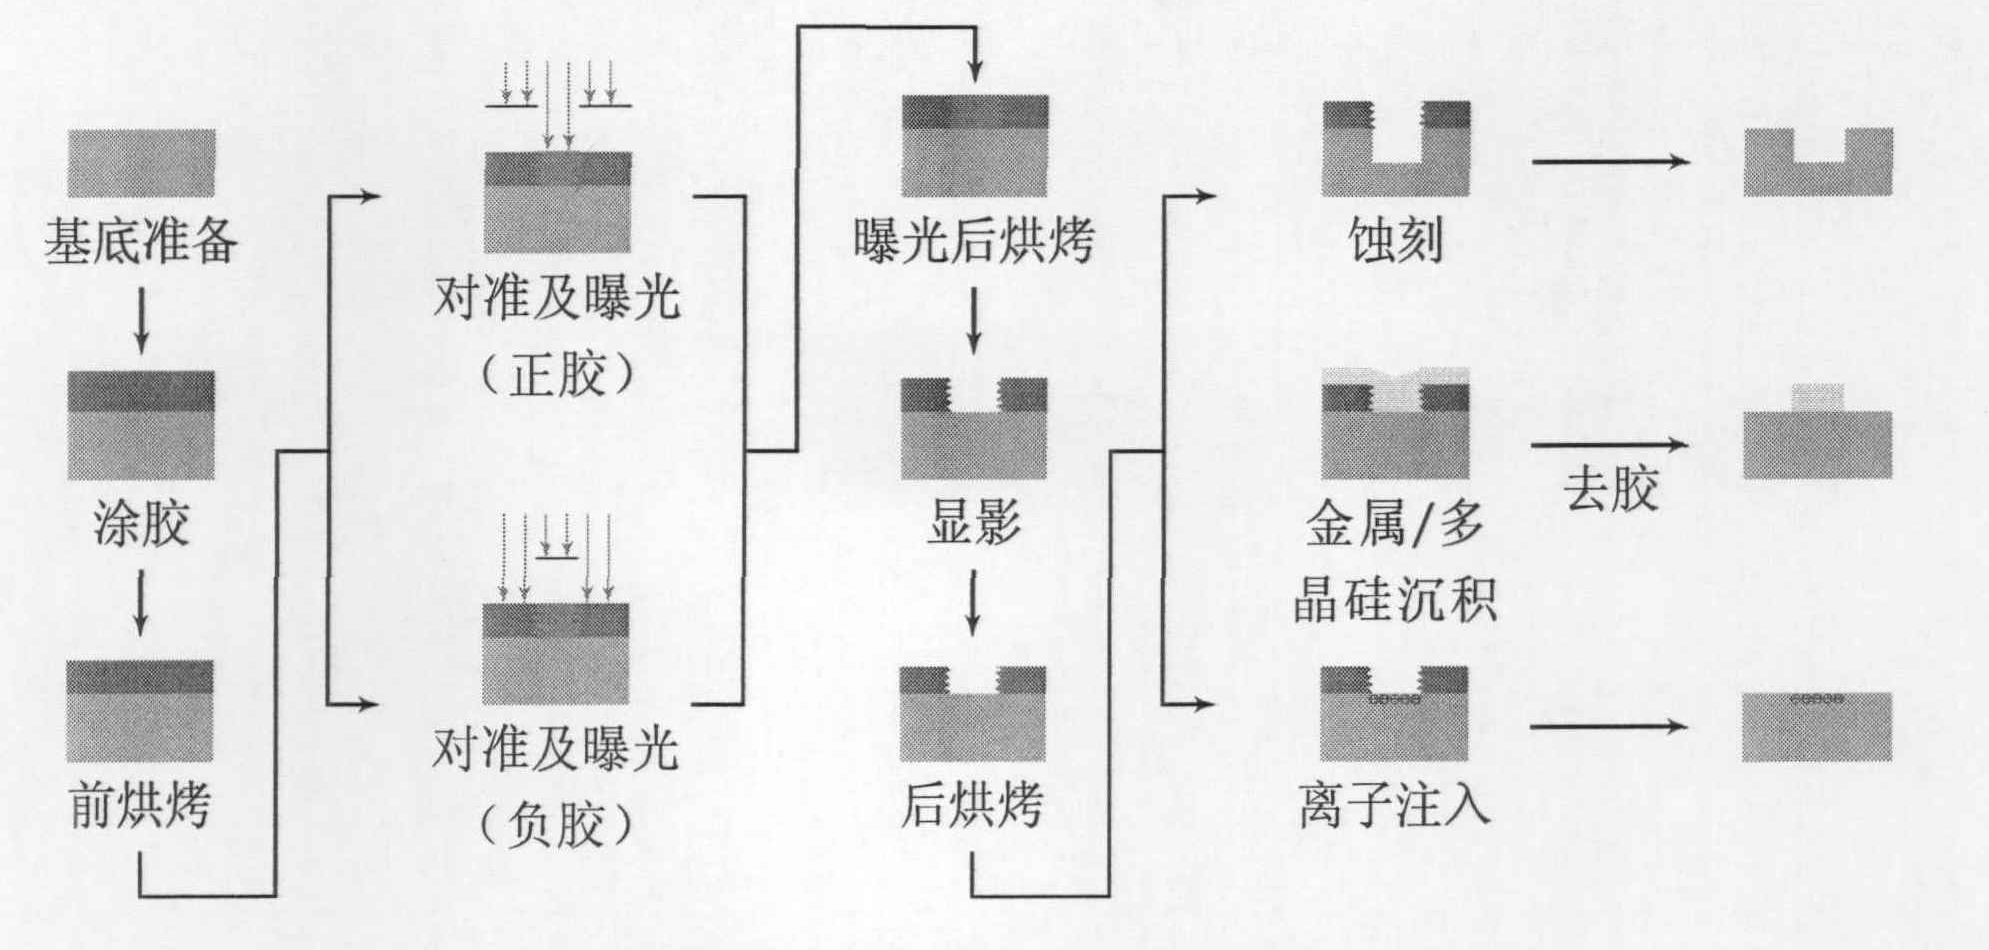 基底准备
涂胶
前烘烤
对准及曝光
（正胶）
对准及曝光
（负胶）
曝光后烘烤
显影
后烘烤
蚀刻
金属/多
晶硅沉积
离子注入
去胶